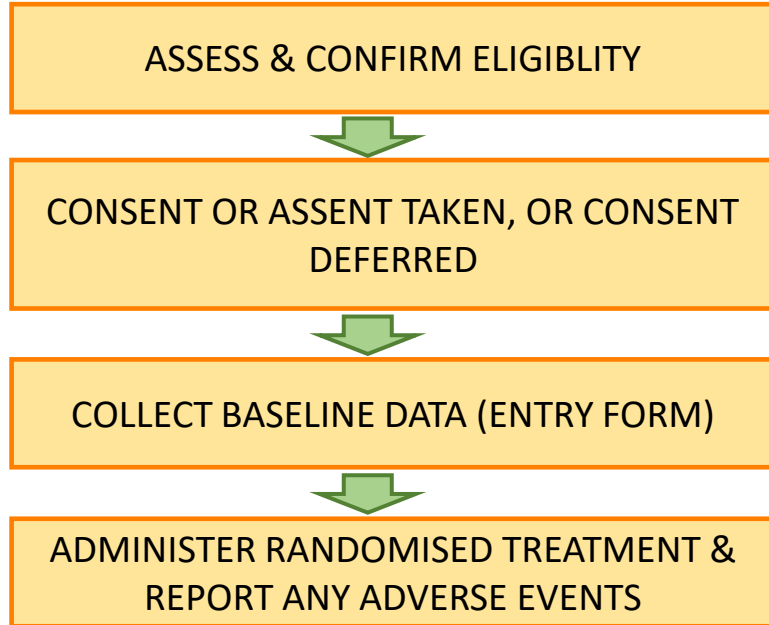 ASSESS & CONFIRM ELIGIBLITY
CONSENT OR ASSENT TAKEN, OR CONSENT
DEFERRED
COLLECT BASELINE DATA (ENTRY FORM)
ADMINISTER RANDOMISED TREATMENT &
REPORT ANY ADVERSE EVENTS